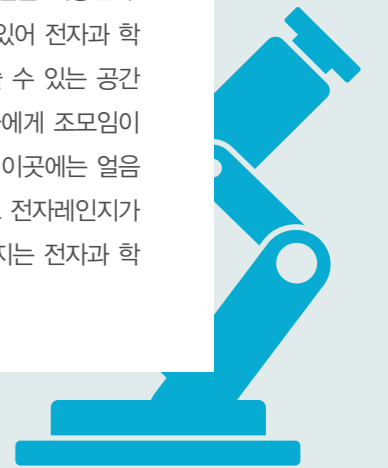 있어 전자과 학
수 있는 공간
에게 조모임이
이곳에는 얼음
전자레인지가
지는 전자과 학